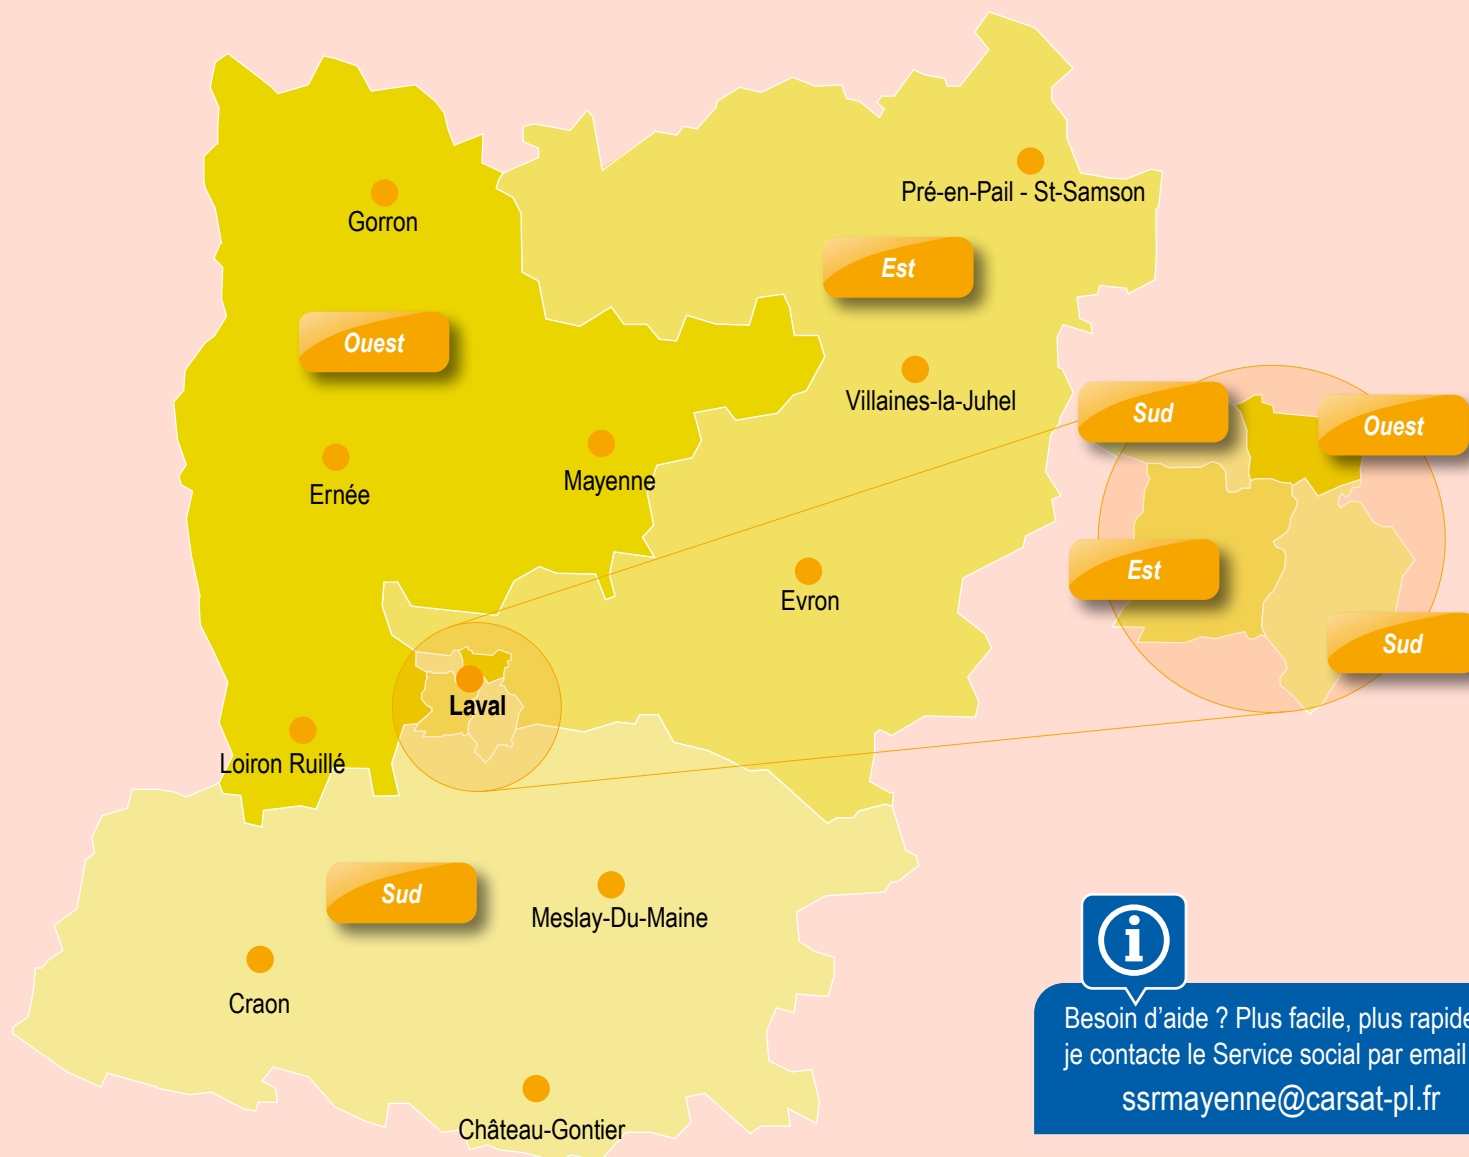 Pré-en-Pail - St-Samson
Gorron
Est
Ouest
Villaines-la-Juhel
Sud
Ouest
Mayenne
Ernée
Est
Evron
Sud
Laval
Loiron Ruillé
Sud
Meslay-Du-Maine
Craon
Château-Gontier
Besoin d’aide ? Plus facile, plus rapide
je contacte le Service social par email
ssrmayenne@carsat-pl.fr